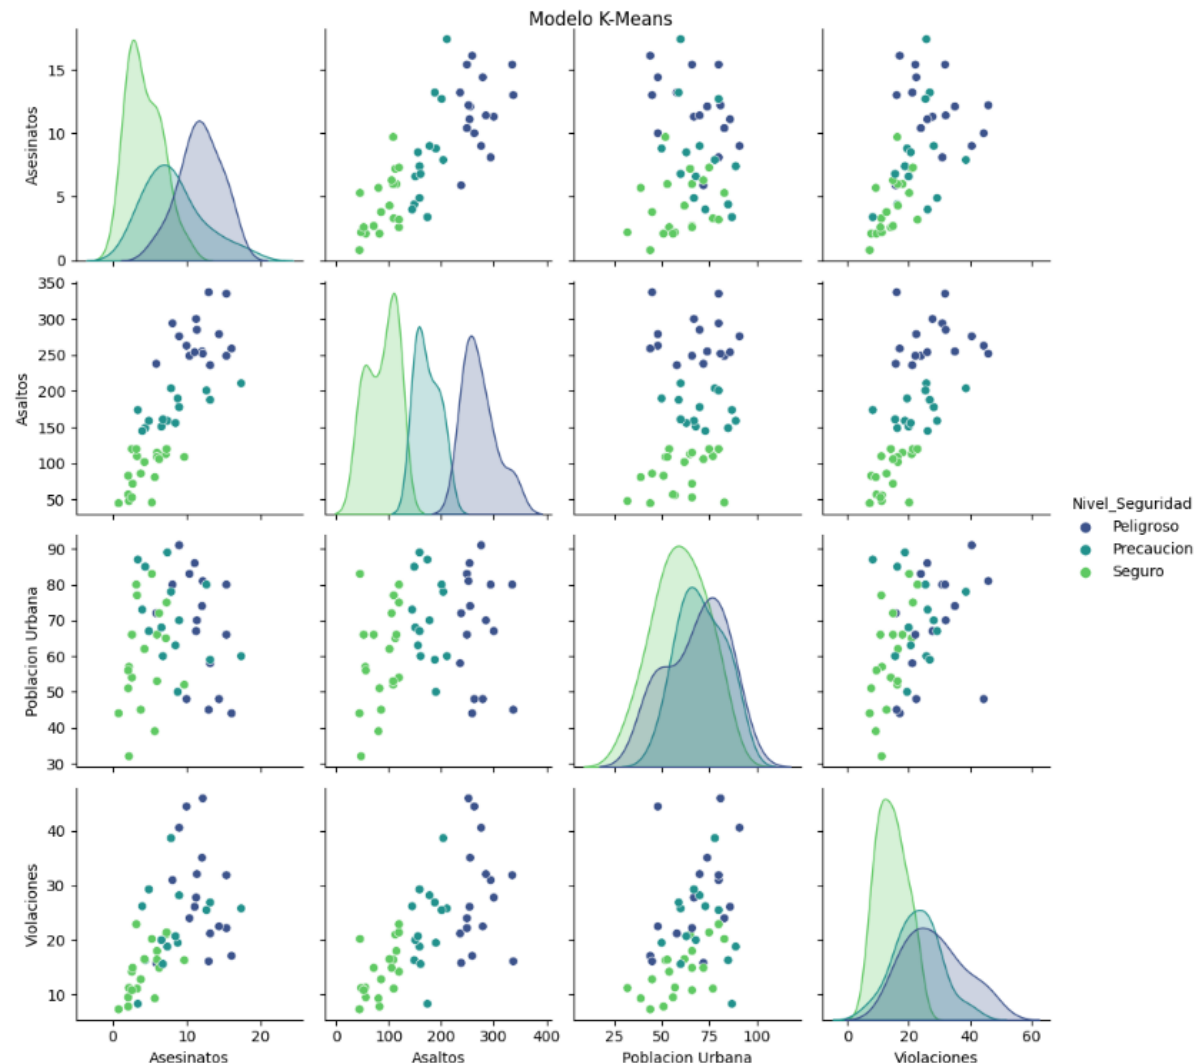 Modelo K-Means
15
10
5
0
Asesinatos
350
300
250
200
150
100
50
Asaltos
90
80
70
60
50
40
30
Poblacion Urbana
Nivel_Seguridad
Peligroso
Precaucion
Seguro
40
30
20
10
Violaciones
0 10 20
0 100 200 300 400
25 50 75 100
0 20 40 60
Asesinatos
Asaltos
Poblacion Urbana
Violaciones